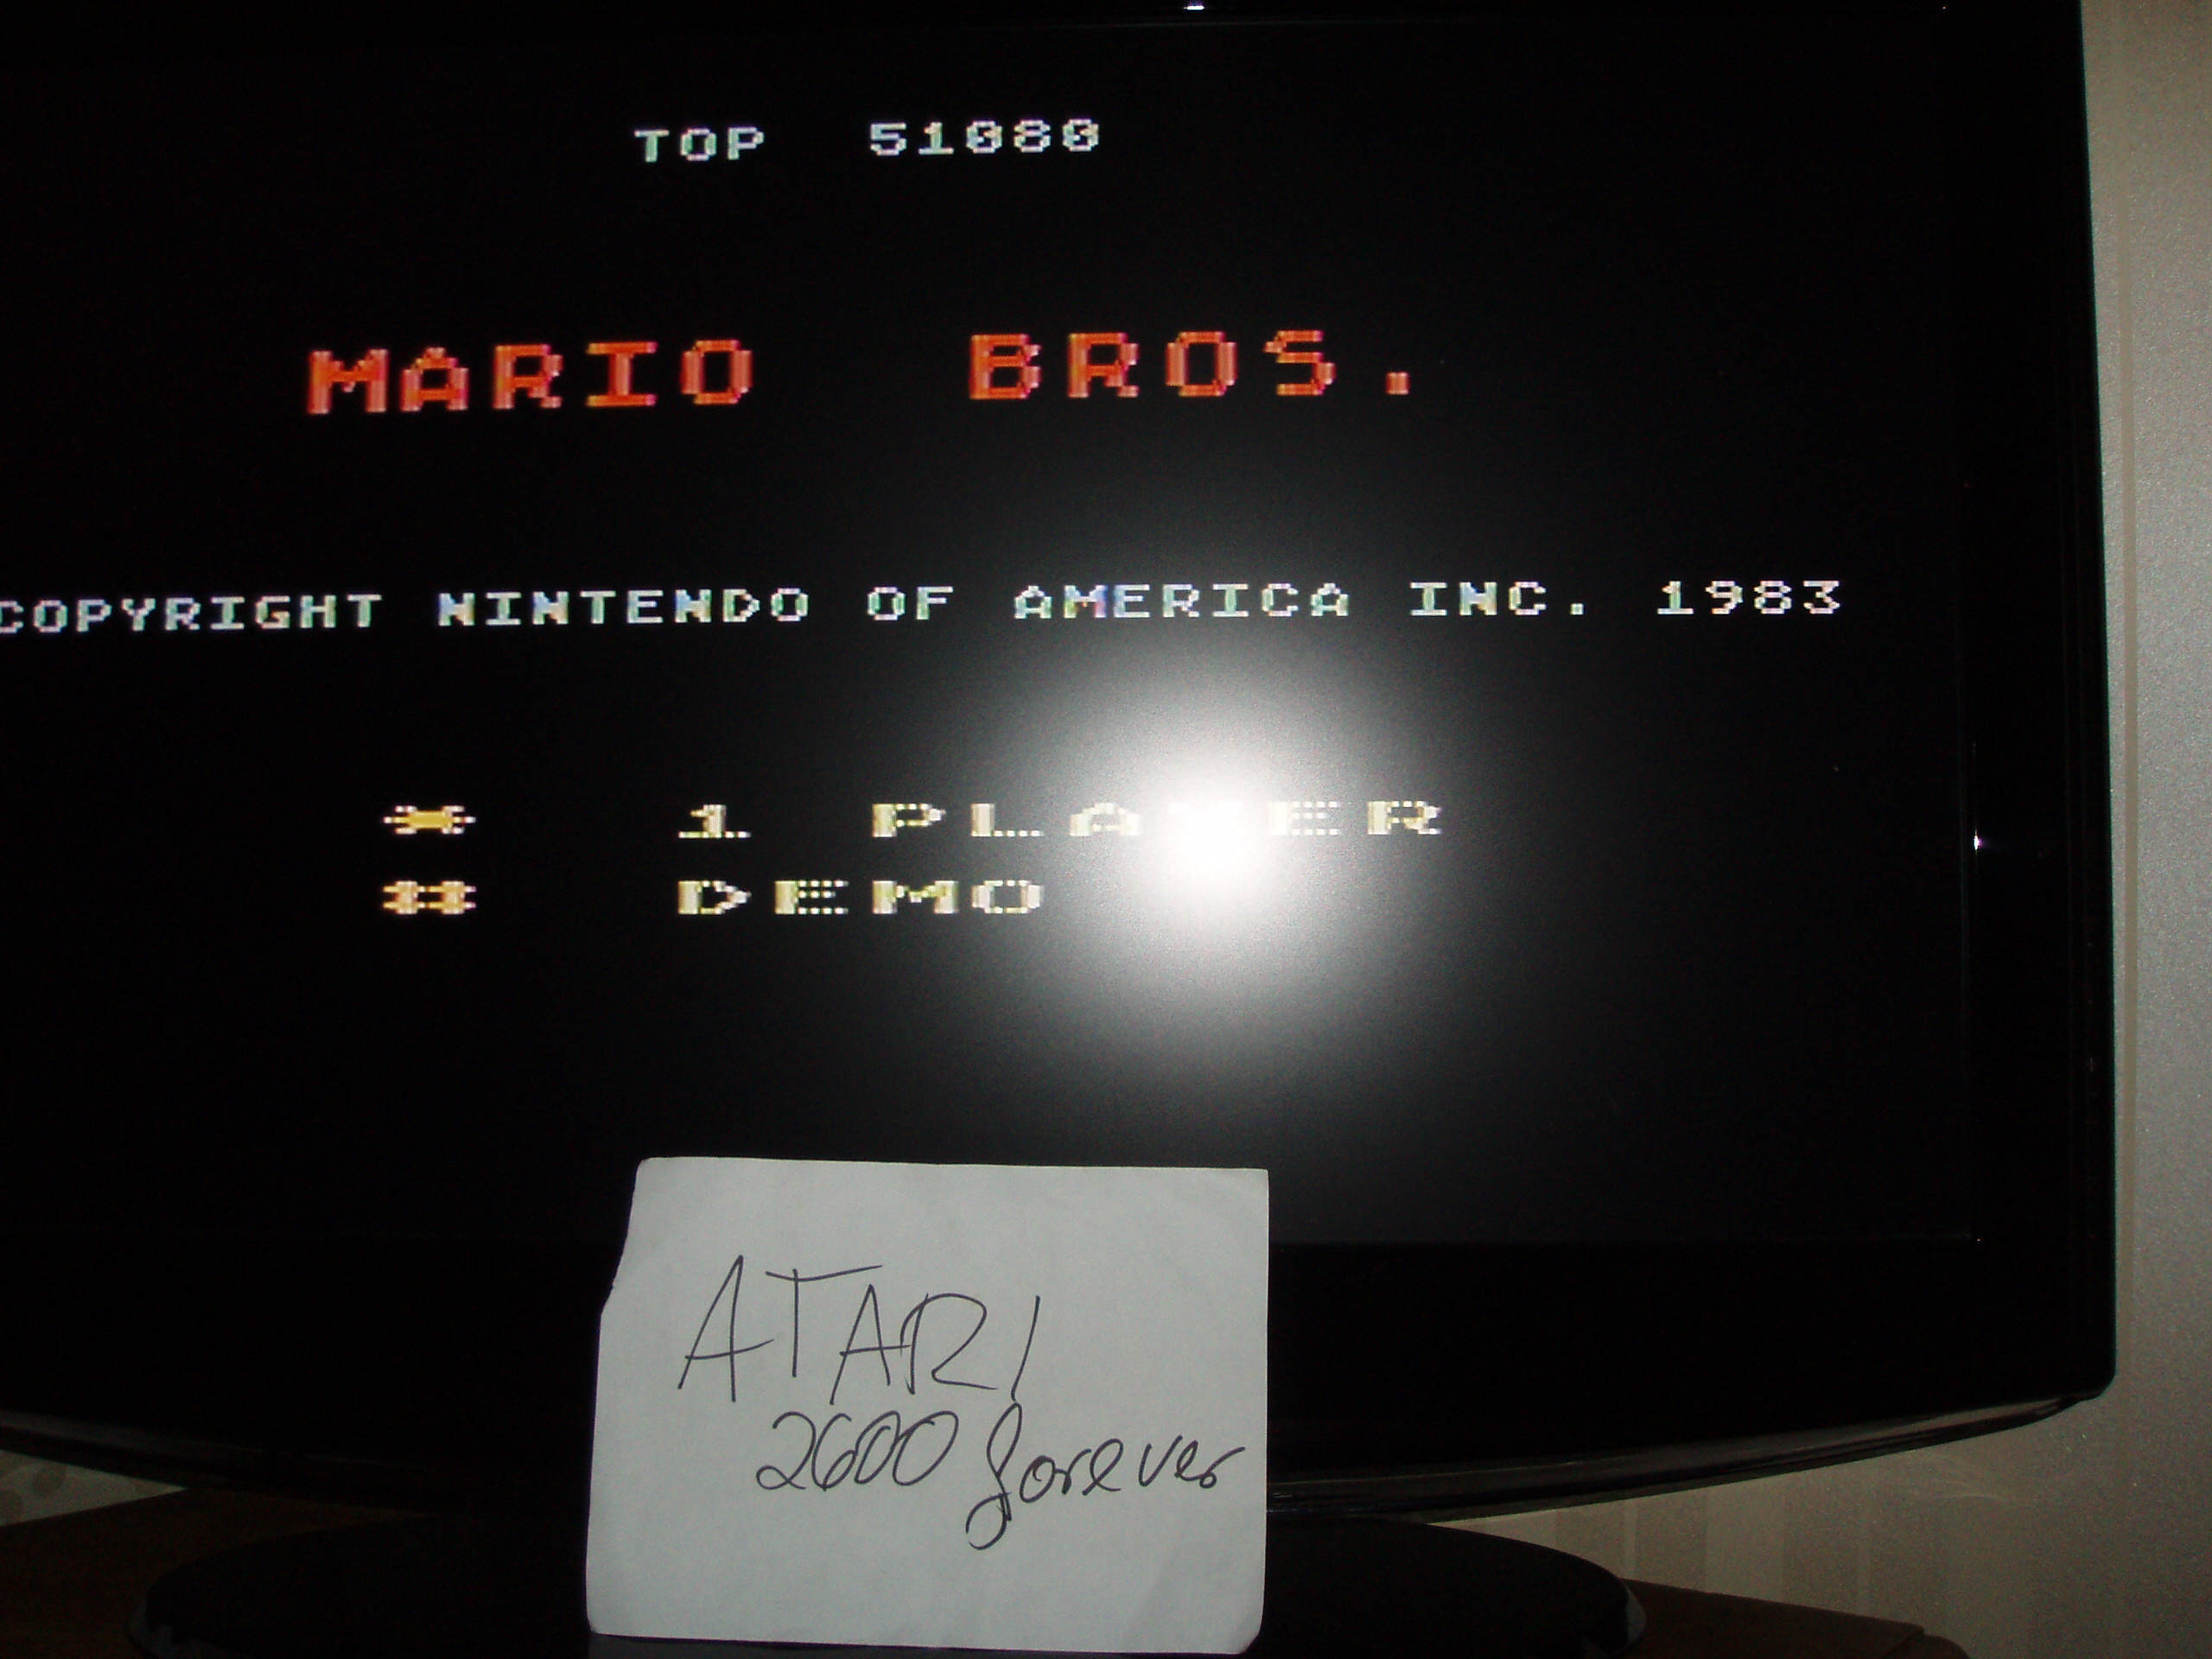 TOP 51080
MARIO BROS.
COPYRIGHT NINTENDO OF AMERICA INC. 1983
* 1 PLAYER
# DEMO
ATARI
2600 forever